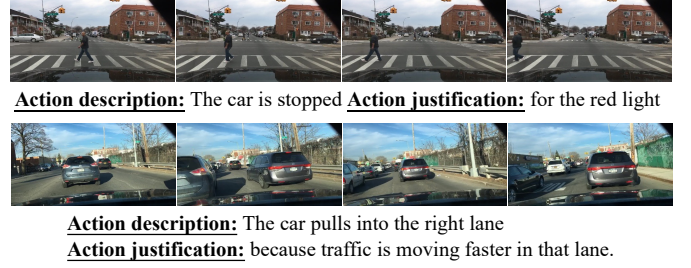 Action description: The car is stopped Action justification: for the red light
Action description: The car pulls into the right lane
Action justification: because traffic is moving faster in that lane.